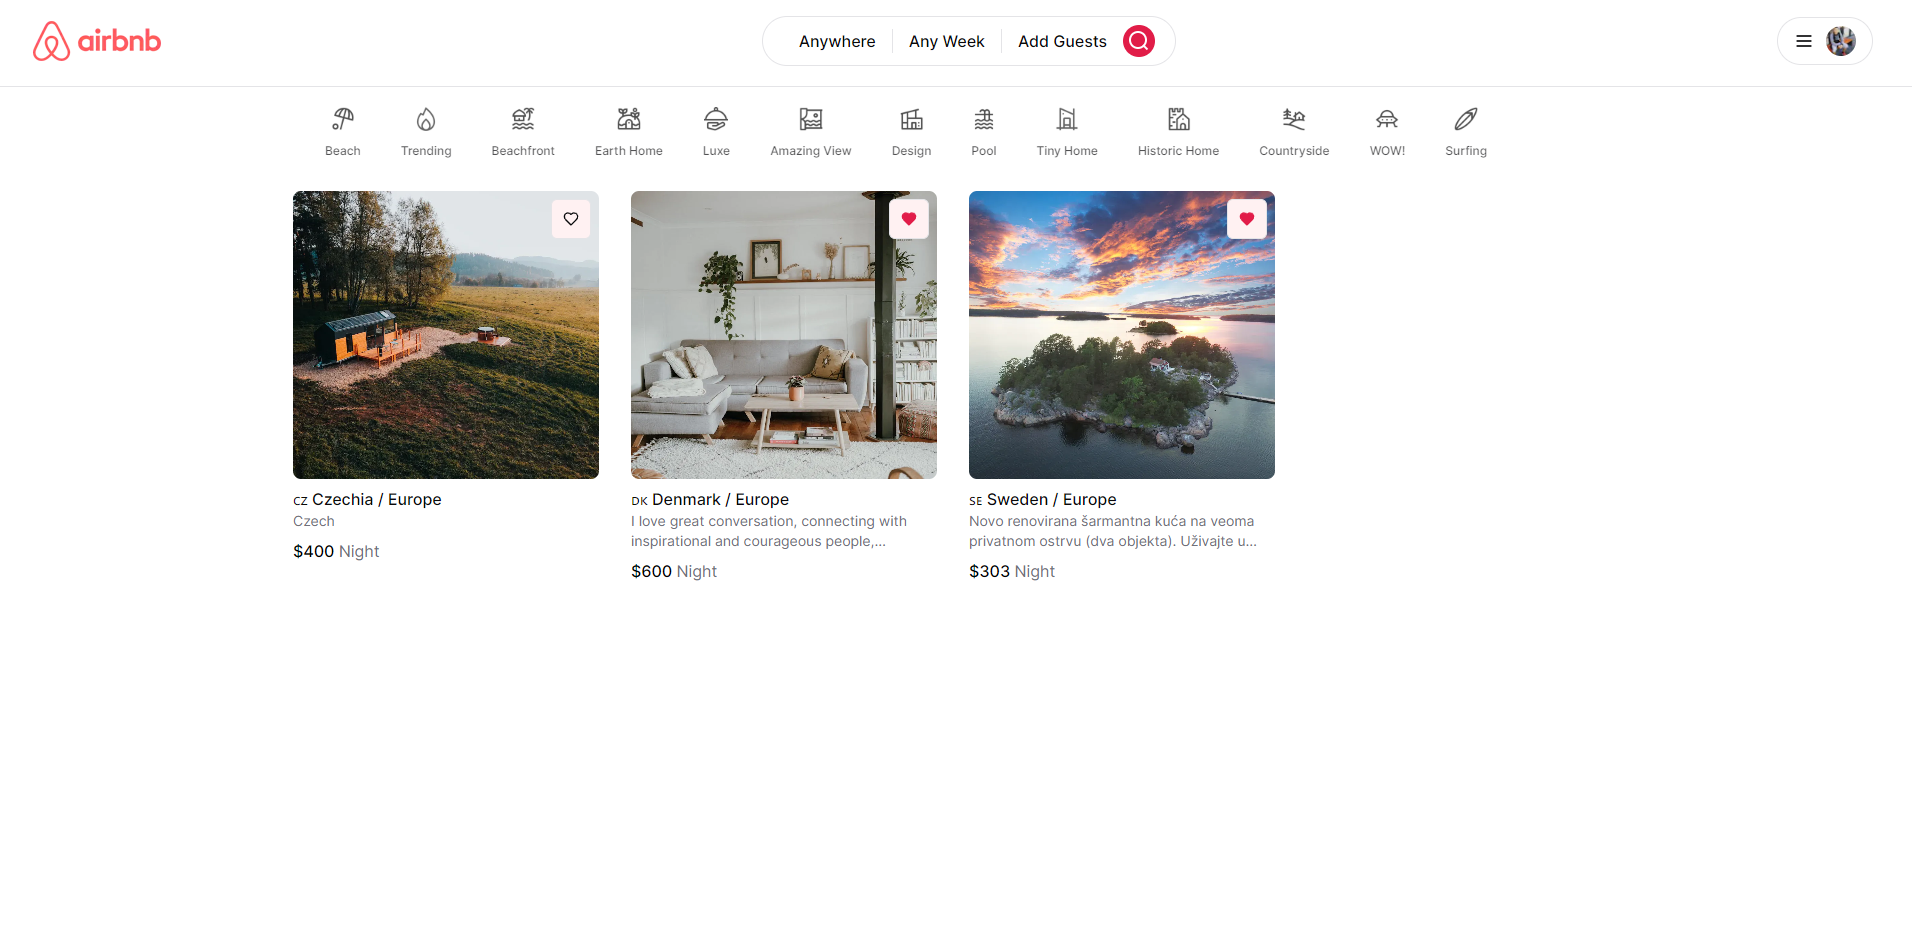 airbnb
Anywhere
Any Week
Add Guests
Beach
Trending
Beachfront
Earth Home
Luxe
Amazing View
Design
Pool
Tiny Home
Historic Home
Countryside
WOW!
Surfing
CZ Czechia / Europe
Czech
$400 Night
DK Denmark / Europe
I love great conversation, connecting with
inspirational and courageous people,...
$600 Night
SE Sweden / Europe
Novo renovirana šarmantna kuća na veoma
privatnom ostrvu (dva objekta). Uživajte u...
$303 Night